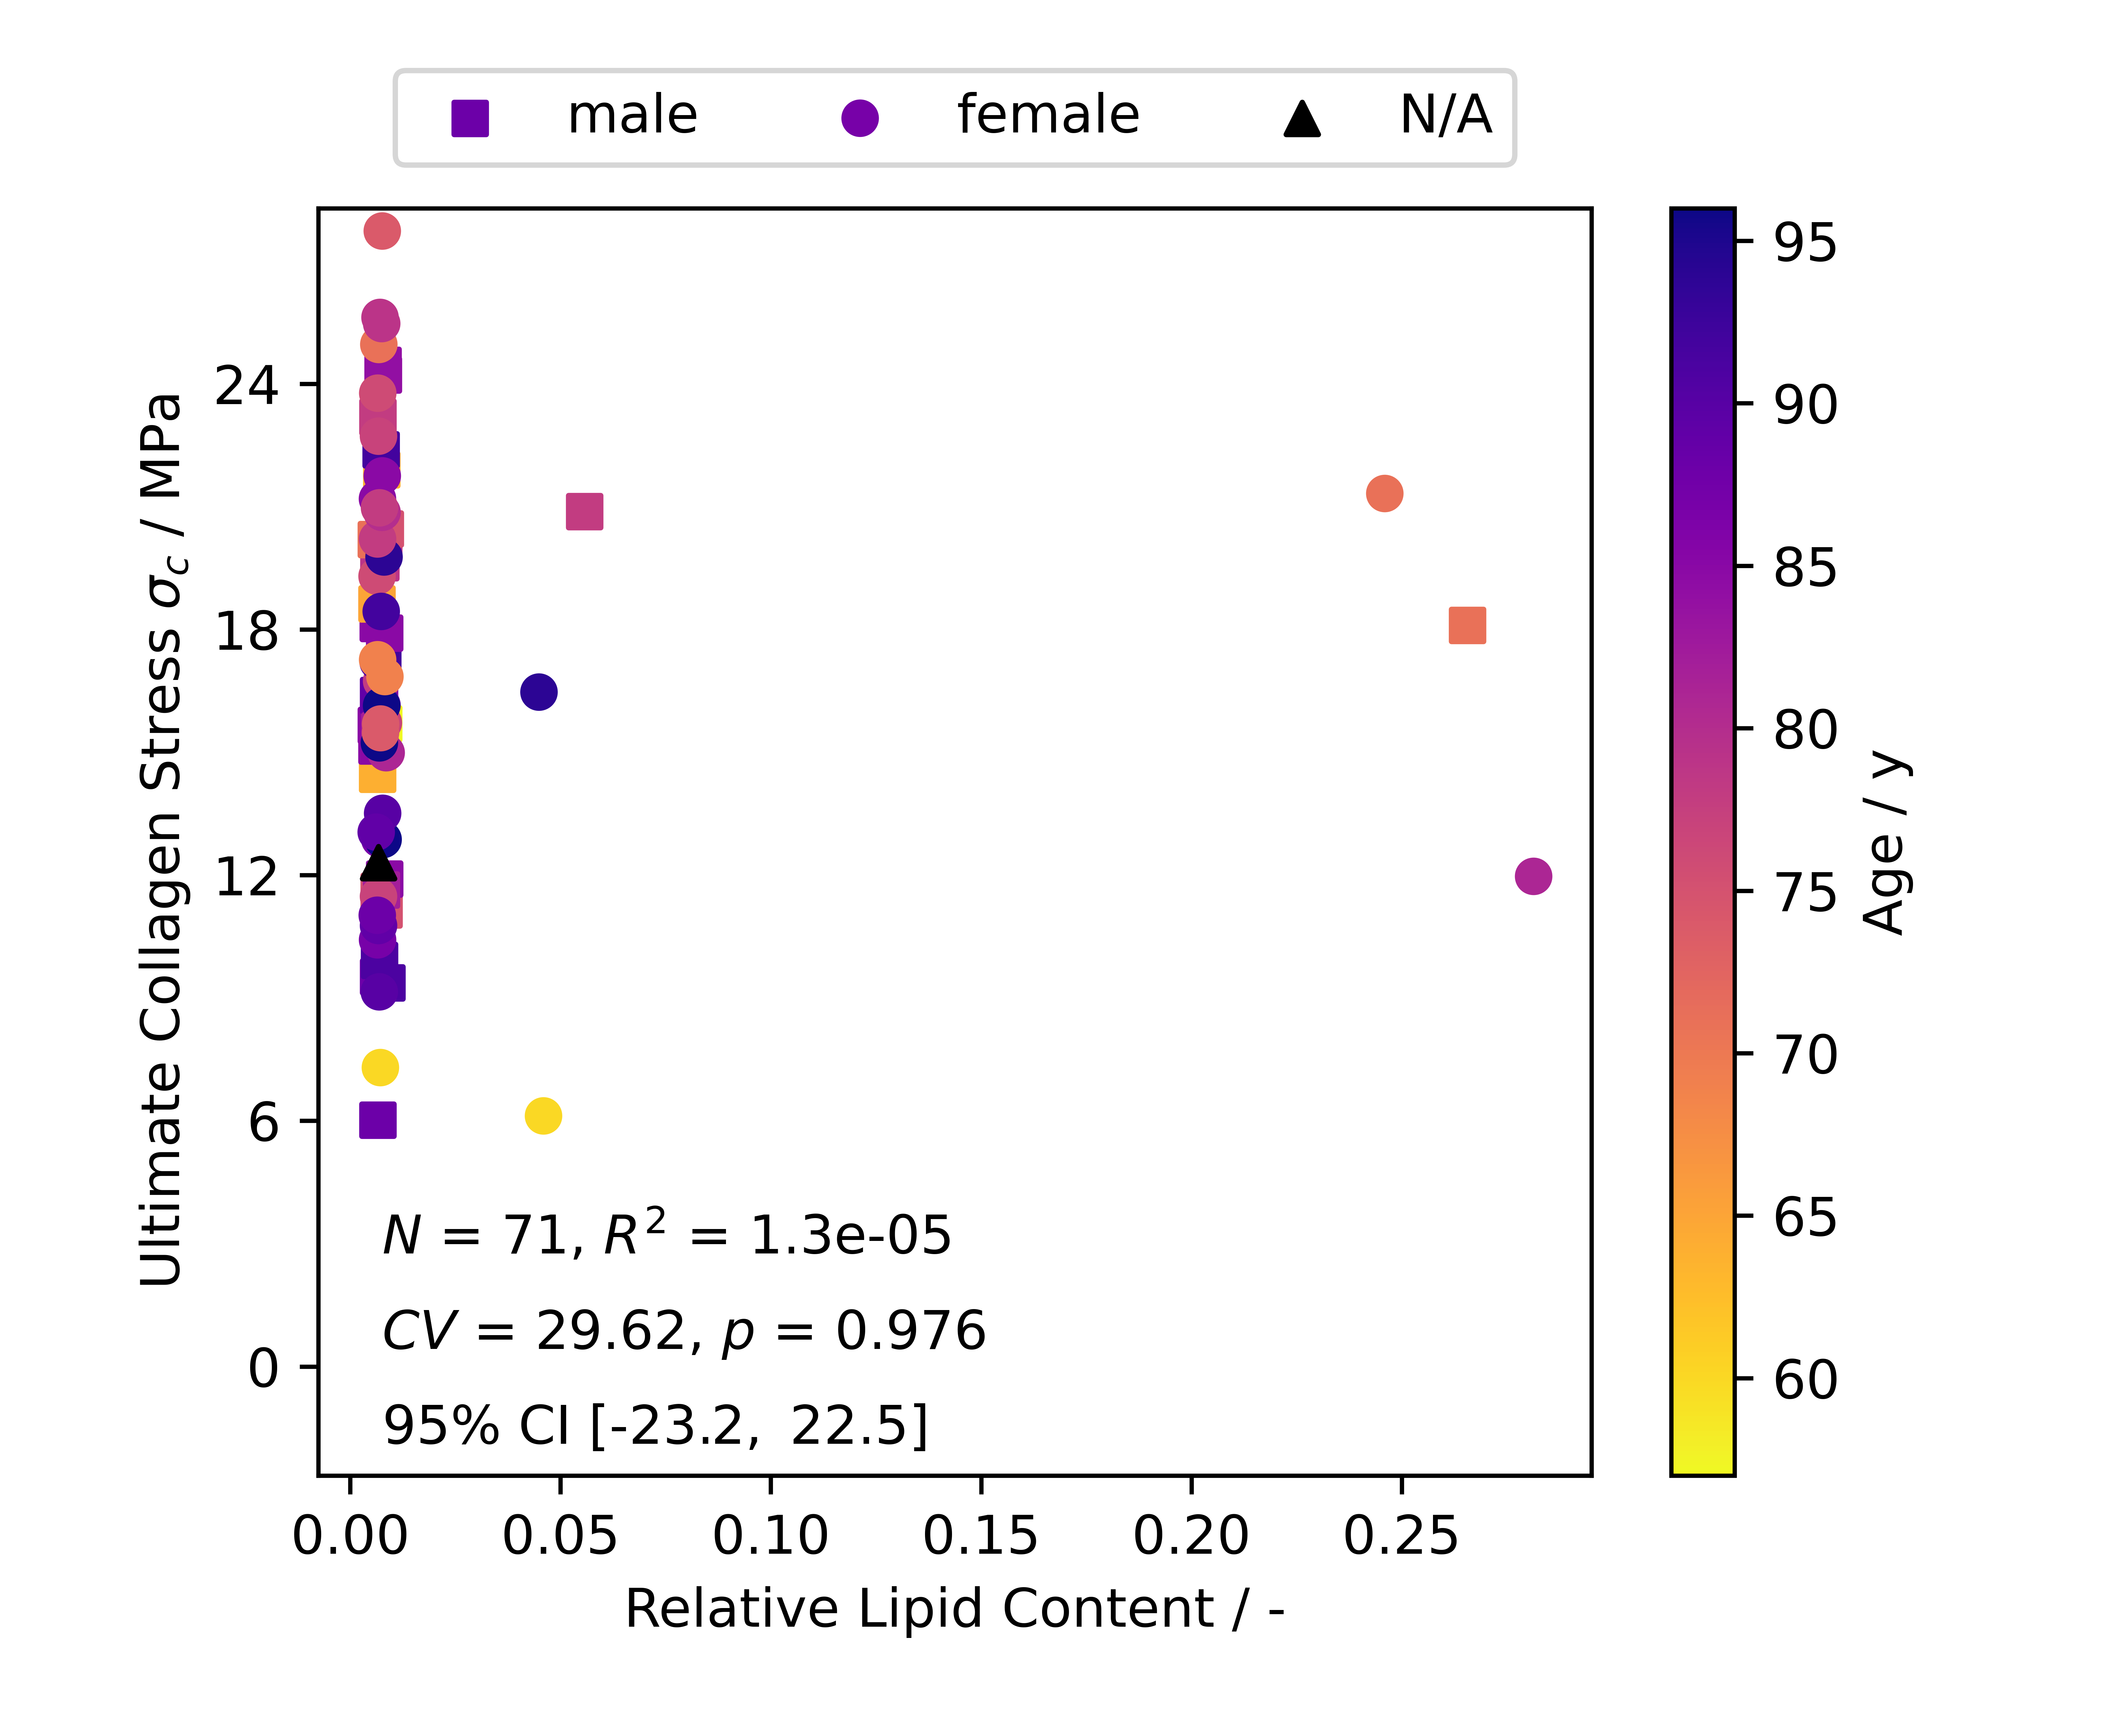 male female N/A
Ultimate Collagen Stress σc / MPa
24
18
12
6
0
N = 71, R² = 1.3e-05
CV = 29.62, p = 0.976
95% CI [-23.2, 22.5]
0.00 0.05 0.10 0.15 0.20 0.25
Relative Lipid Content / -
95
90
85
80
75
70
65
60
Age / y